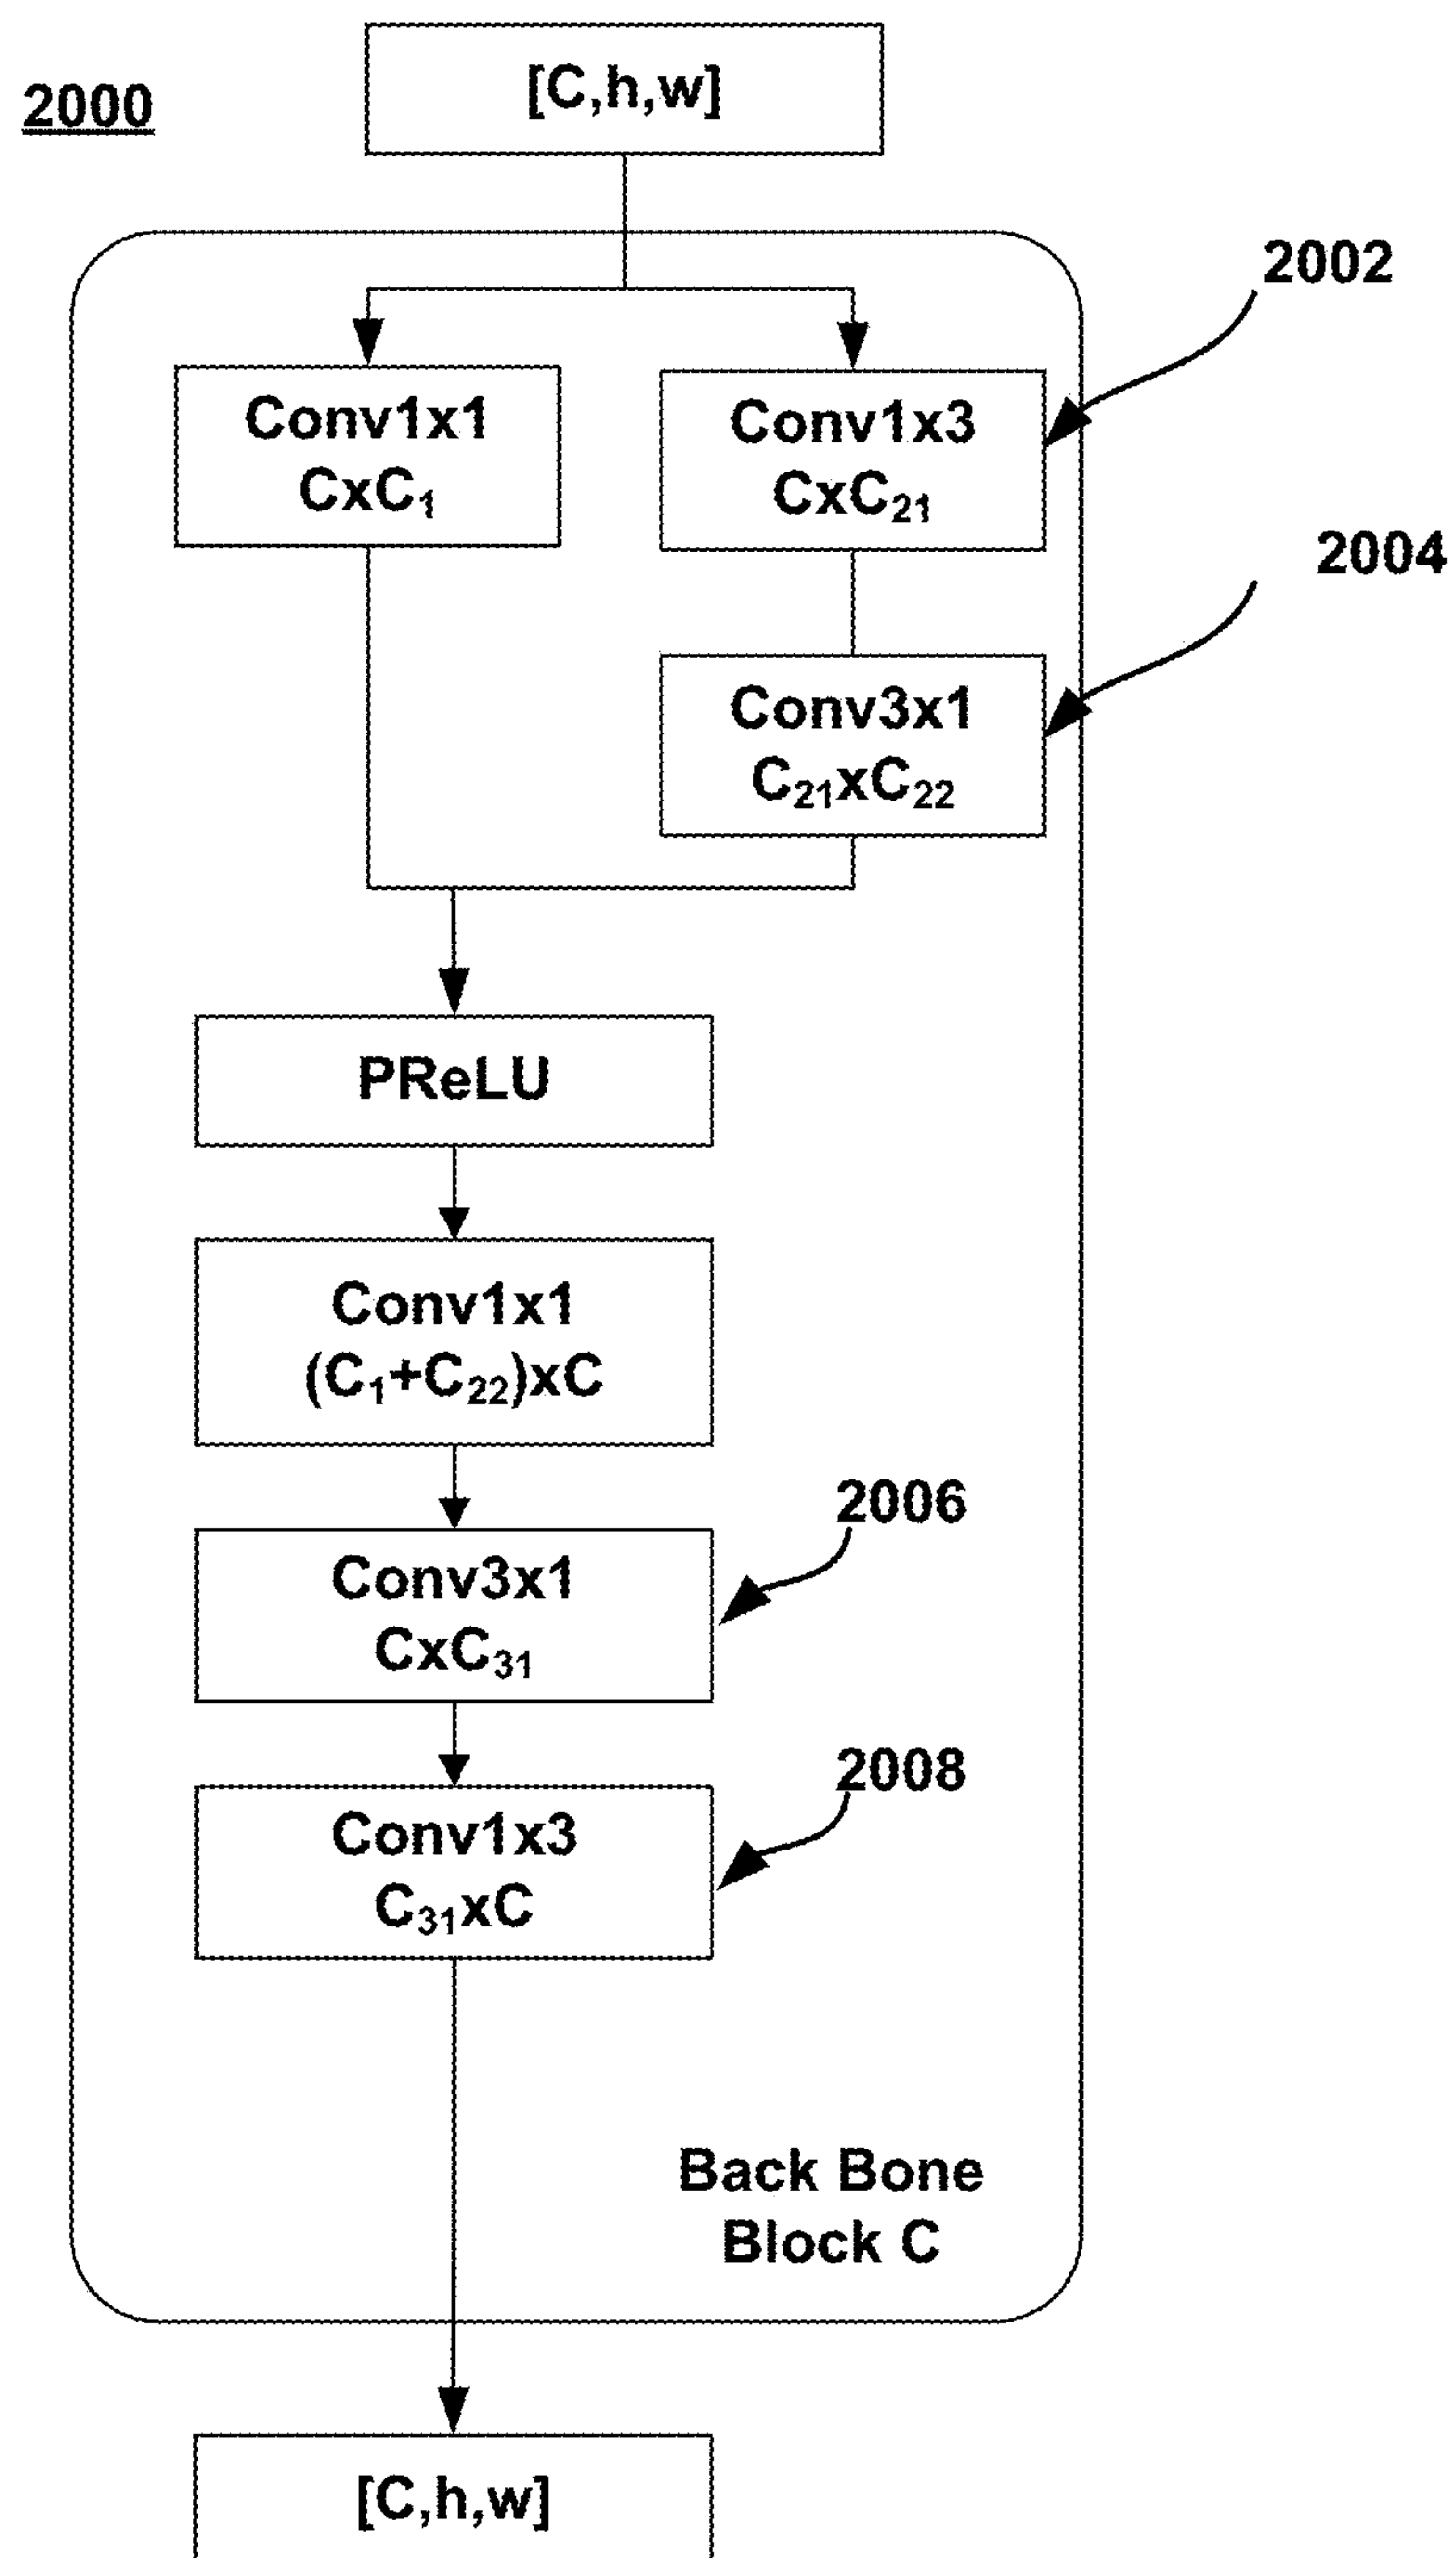 2000
[C,h,w]
2002
Conv1x1
CxC₁
Conv1x3
CxC₂₁
2004
Conv3x1
C₂₁xC₂₂
PReLU
Conv1x1
(C₁+C₂₂)xC
2006
Conv3x1
CxC₃₁
2008
Conv1x3
C₃₁xC
Back Bone
Block C
[C,h,w]